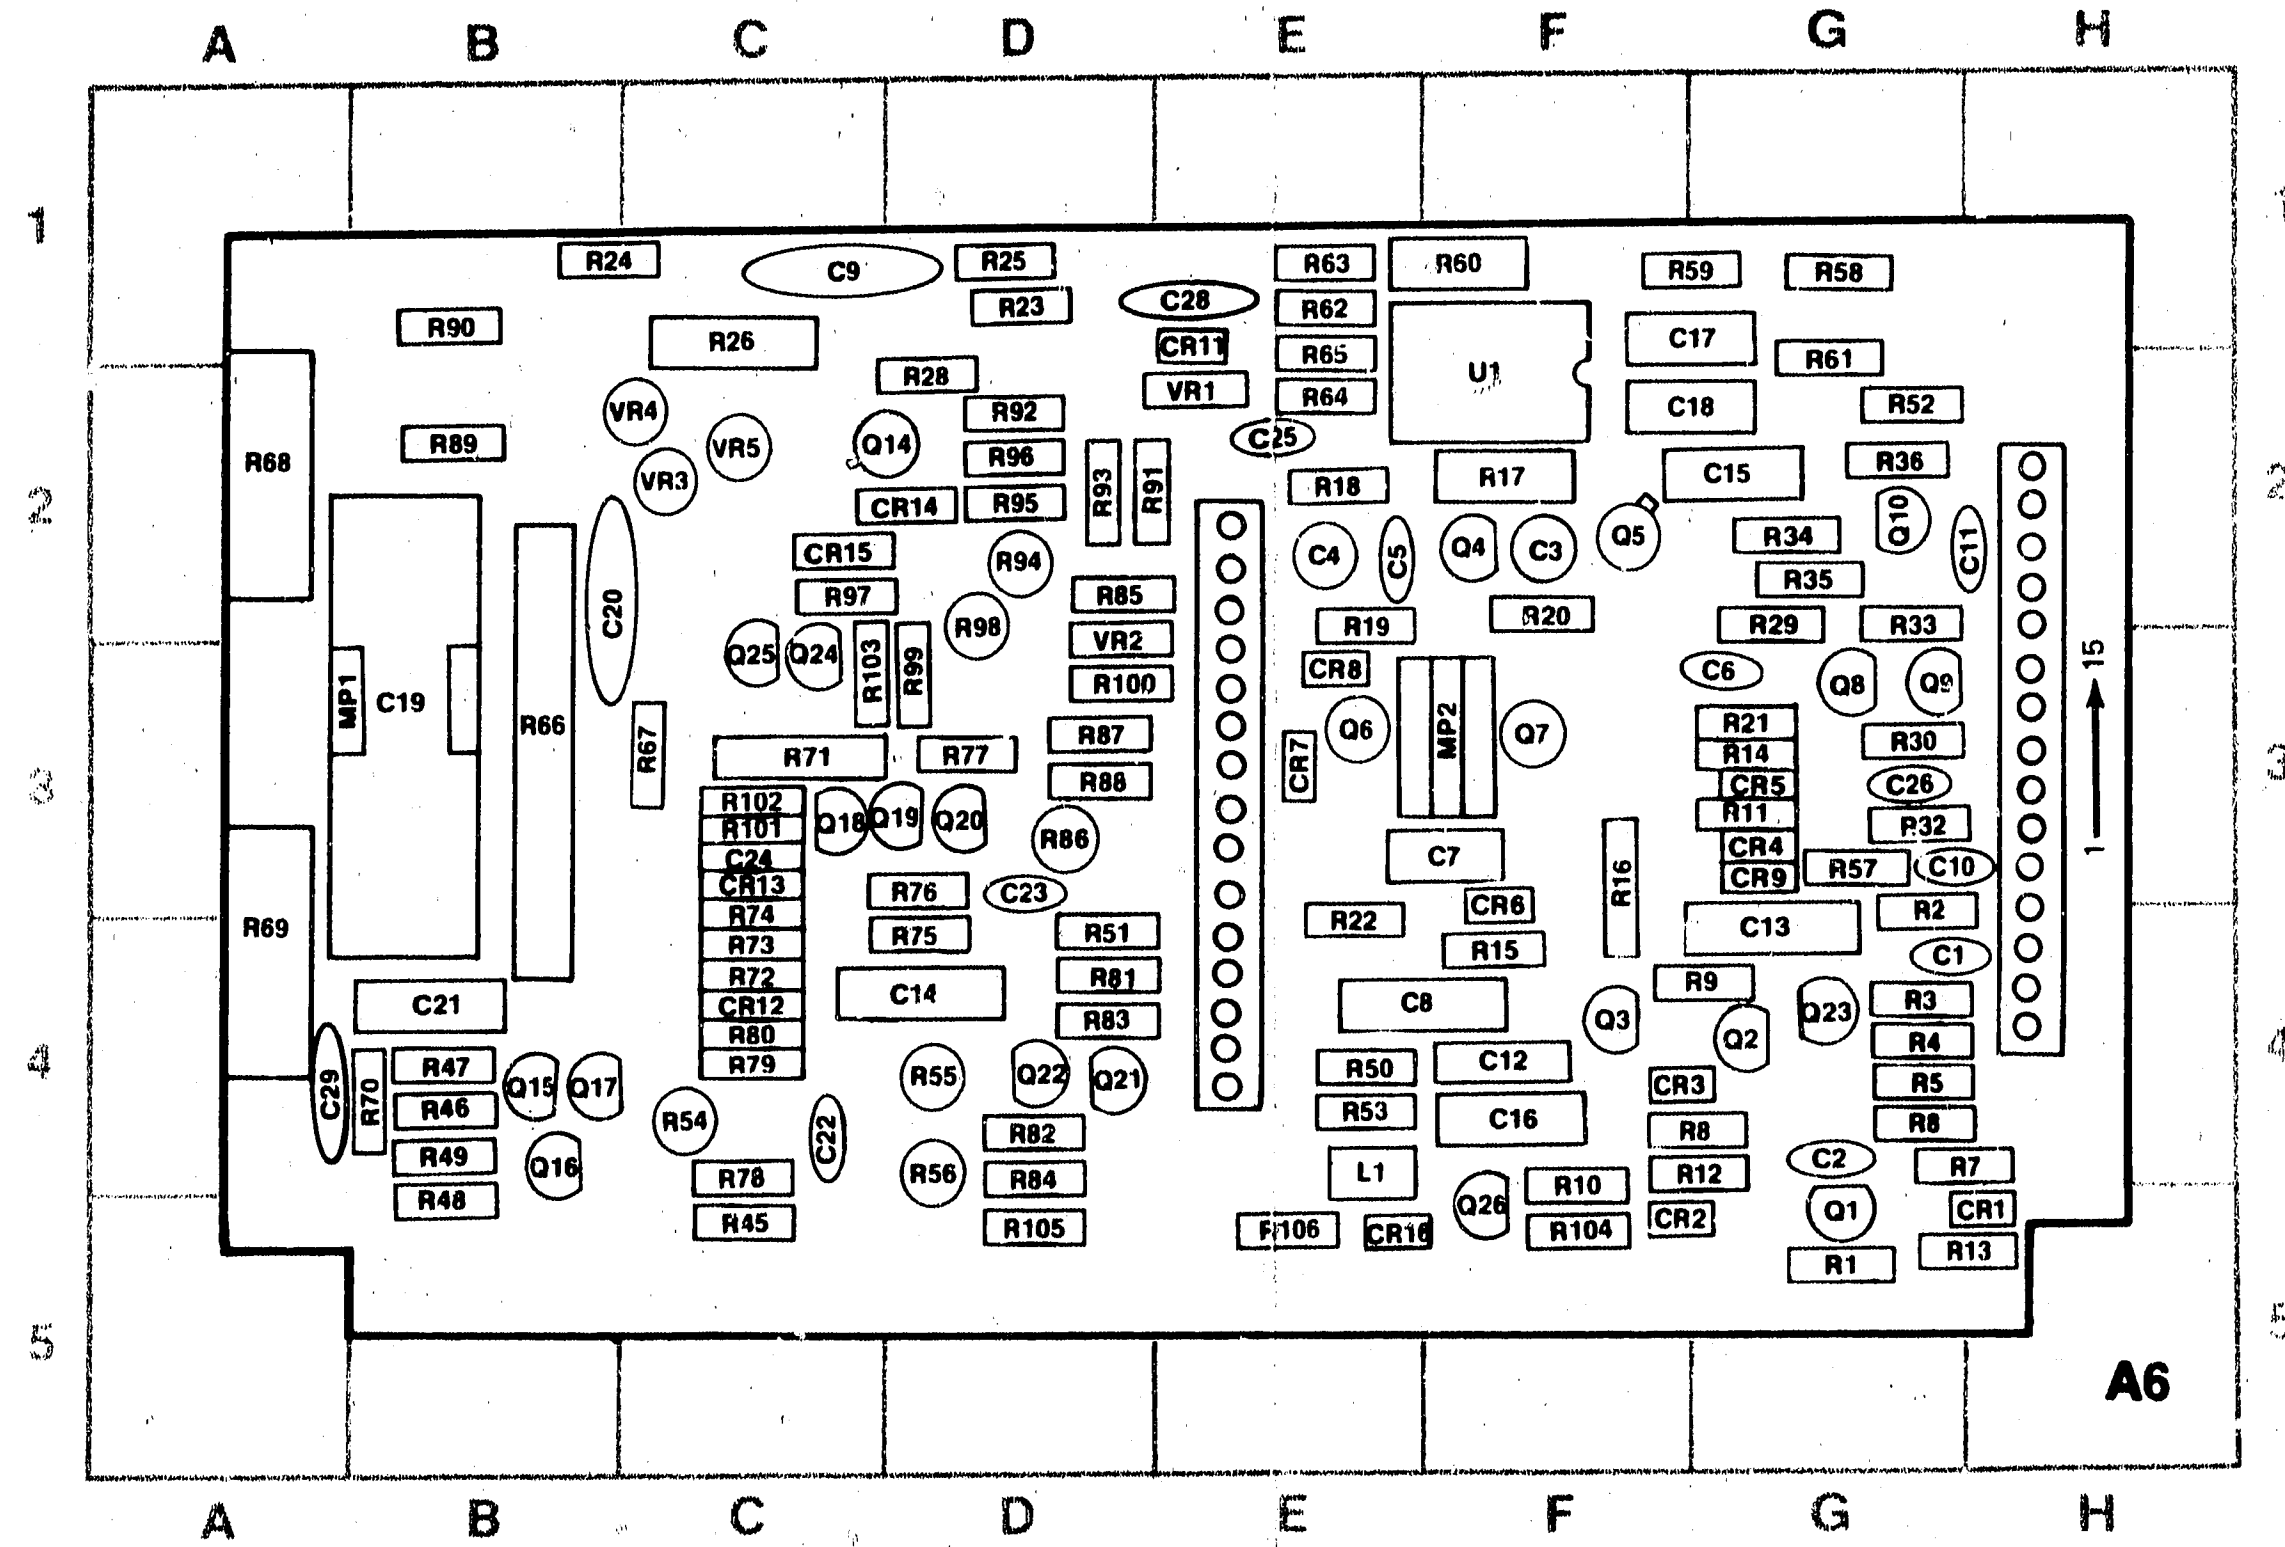 A B C D E F G H
1 1
R24 C9 R25 R63 R60 R59 R58
R90 R26 R23 C28 R62 C17
CR11 R65 U1 R61
R28 VR1 R64 C18 R52
VR4 R92
R68 R89 VR5 Q14 R96 C25 R17 C15 R36
2 2
VR3 CR14 R95 R93 R91 R18 Q10
CR15 R94 C4 C5 Q4 C3 Q5 R34 C11
C20 R97 R85 R35
R98 R19 R20 R29 R33
Q25 Q24 R103 R99 VR2 CR8 C6 15
MP1 C19 R100 Q8 Q9
R66 R67 R87 Q6 MP2 Q7 R21 R30
3 3
R71 R77 R88 CR7 R14
R102 Q18 Q19 Q20 CR5 C26
R101 R86 R11 R32
C24 C7 CR4 1
CR13 R76 C23 R16 CR9 R57 C10
R69 R74 R75 R51 R22 CR6 C13 R2
R73 R15 C1
C21 R72 C14 R81 C8 R9 R3
CR12 R83 Q3 Q2 Q23
4 4
R80 R4
C29 R70 R47 Q15 Q17 R79 R55 Q22 Q21 R50 C12 CR3 R5
R46 R54 C22 R82 R53 C16 R8 R8
R49 Q16 R78 R56 R84 L1 R10 R12 C2 R7
R48 R45 R105 R106 CR16 Q26 R104 CR2 Q1 CR1
R1 R13
5 5
A6
A B C D E F G H